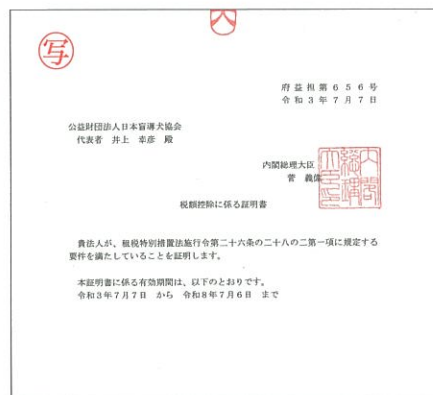 写
府益担第656号
令和3年7月7日
公益財団法人日本盲導犬協会
代表者 井上 幸彦 殿
内閣総理大臣
菅 義偉
税額控除に係る証明書
貴法人が、租税特別措置法施行令第二十六条の二十八の二第一項に規定する
要件を満たしていることを証明します。
本証明書に係る有効期間は、以下のとおりです。
令和3年7月7日 から 令和8年7月6日 まで